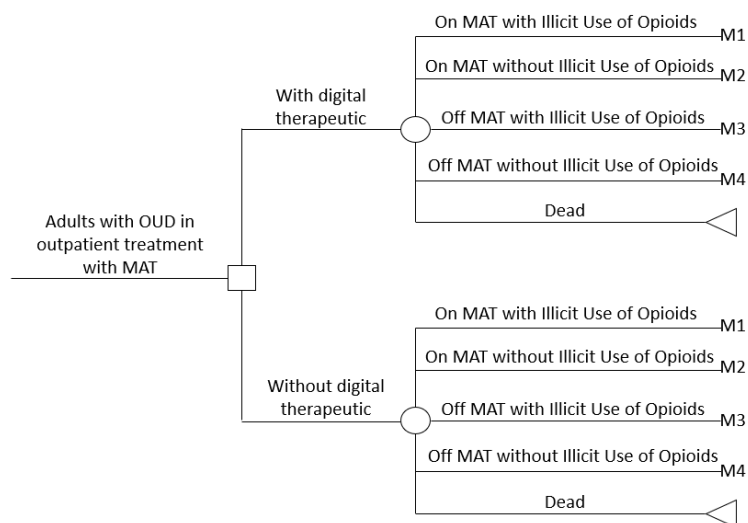 On MAT with Illicit Use of Opioids
M1
On MAT without Illicit Use of Opioids
M2
With digital
therapeutic
Off MAT with Illicit Use of Opioids
M3
Off MAT without Illicit Use of Opioids
M4
Dead
Adults with OUD in
outpatient treatment
with MAT
On MAT with Illicit Use of Opioids
M1
On MAT without Illicit Use of Opioids
M2
Without digital
therapeutic
Off MAT with Illicit Use of Opioids
M3
Off MAT without Illicit Use of Opioids
M4
Dead